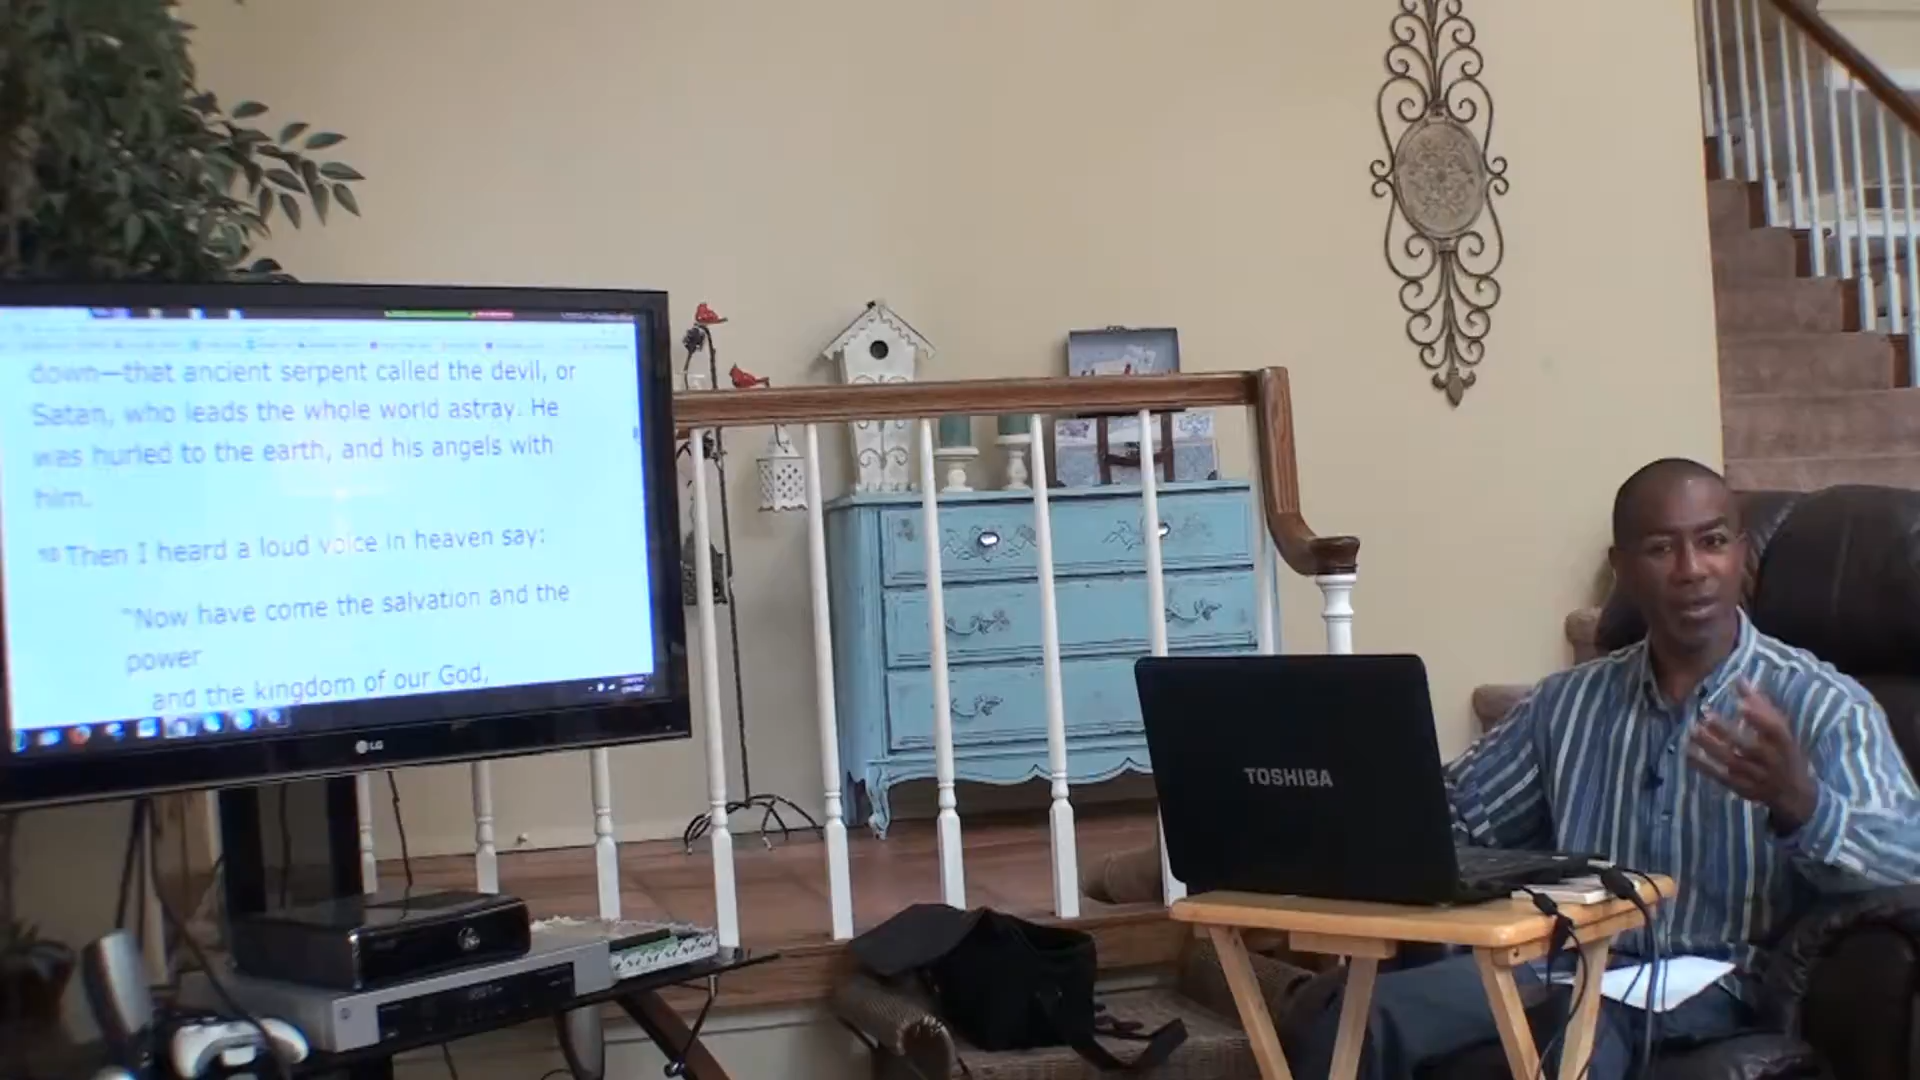 down—that ancient serpent called the devil, or
Satan, who leads the whole world astray. He
was hurled to the earth, and his angels with
him.
10 Then I heard a loud voice in heaven say:
"Now have come the salvation and the
power
and the kingdom of our God,
LG
TOSHIBA